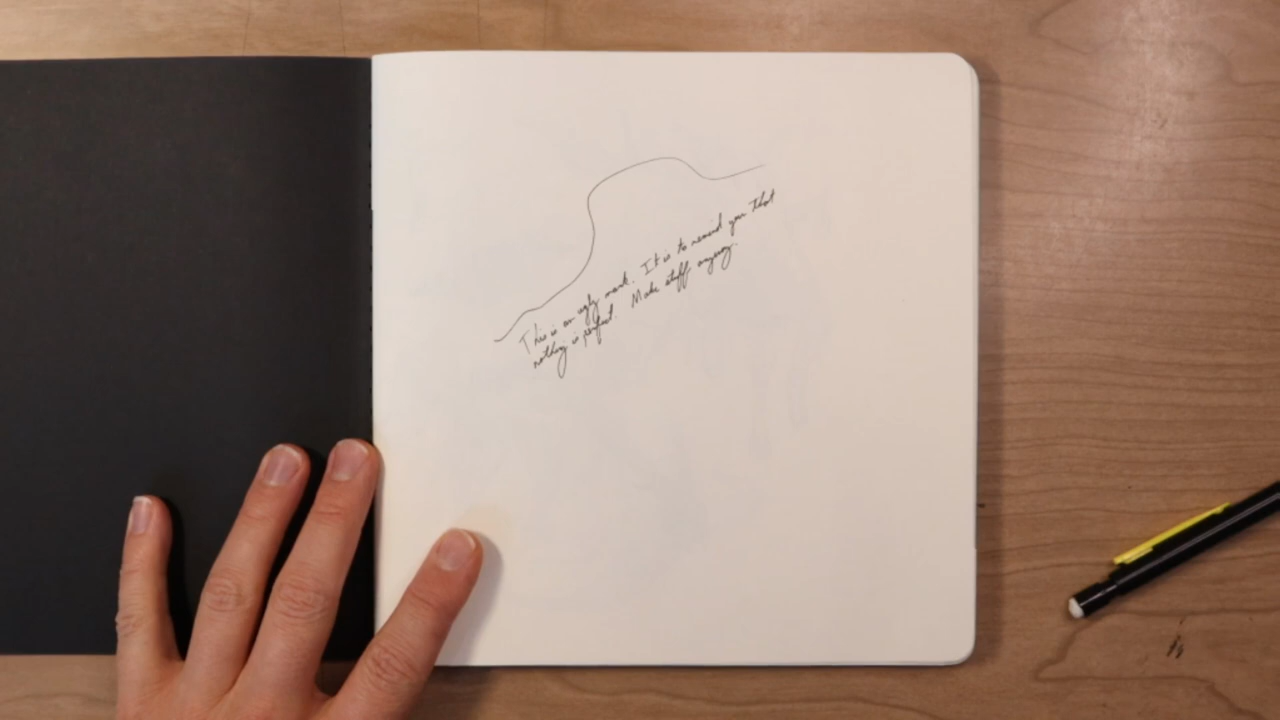 This is an ugly mark. It is to remind you that
nothing is perfect. Make stuff anyway.